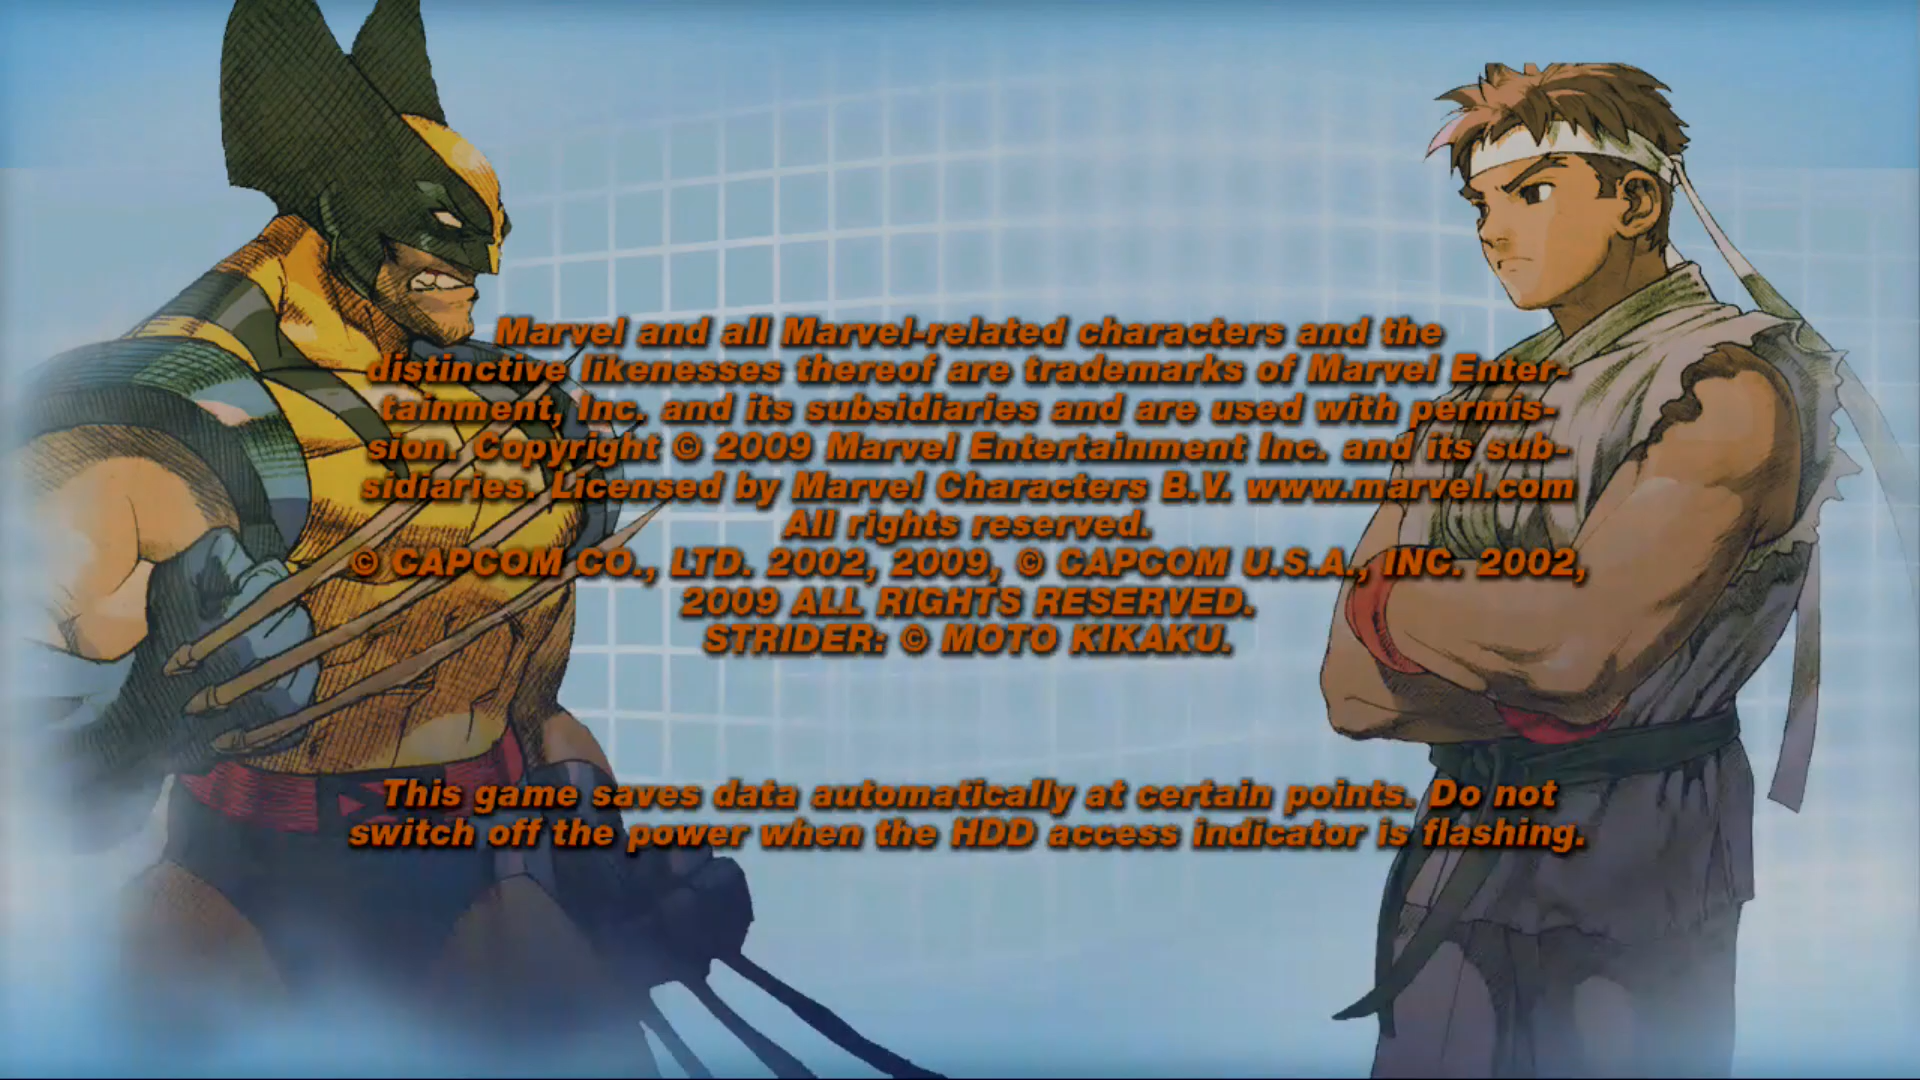 Marvel and all Marvel-related characters and the
distinctive likenesses thereof are trademarks of Marvel Enter-
tainment, Inc. and its subsidiaries and are used with permis-
sion. Copyright © 2009 Marvel Entertainment Inc. and its sub-
sidiaries. Licensed by Marvel Characters B.V. www.marvel.com
All rights reserved.
© CAPCOM CO., LTD. 2002, 2009, © CAPCOM U.S.A., INC. 2002,
2009 ALL RIGHTS RESERVED.
STRIDER: © MOTO KIKAKU.
This game saves data automatically at certain points. Do not
switch off the power when the HDD access indicator is flashing.